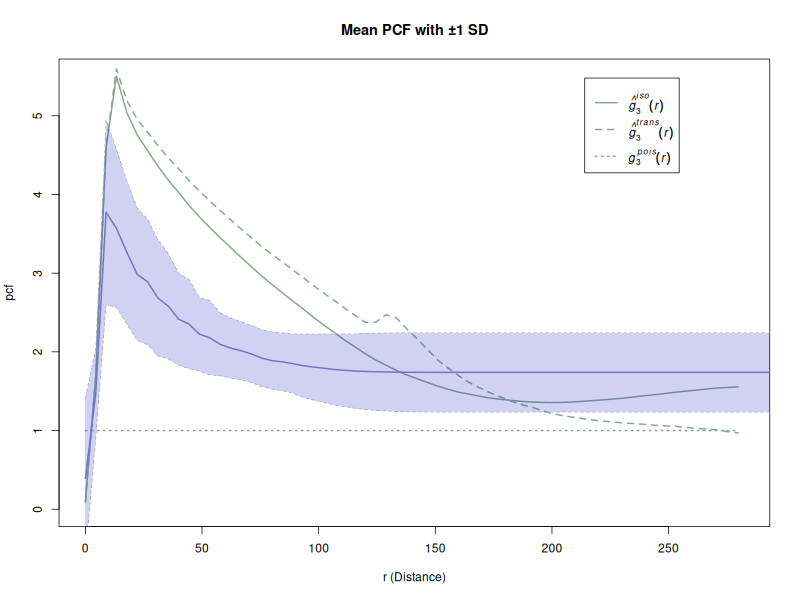 Mean PCF with ±1 SD
ĝ₃ⁱˢᵒ(r)
ĝ₃ᵗʳᵃⁿˢ(r)
g₃ᵖᵒⁱˢ(r)
pcf
5
4
3
2
1
0
0 50 100 150 200 250
r (Distance)